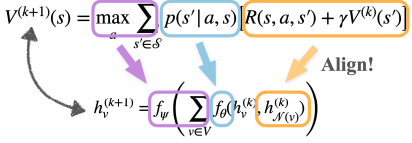 V^{(k+1)}(s) = max_a ∑_{s'∈𝒮} p(s'|a, s)[R(s, a, s') + γV^{(k)}(s')]
Align!
h_v^{(k+1)} = f_ψ(∑_{v∈V} f_θ(h_v^{(k)}, h_{𝒩(v)}^{(k)}))